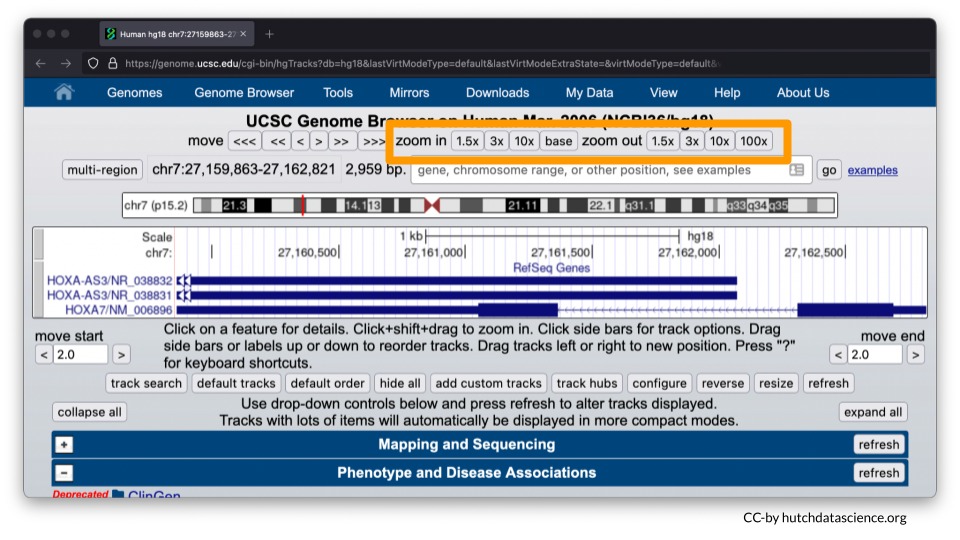 Human hg18 chr7:27159863-27
https://genome.ucsc.edu/cgi-bin/hgTracks?db=hg18&lastVirtModeType=default&lastVirtModeExtraState=&virtModeType=default&
Genomes Genome Browser Tools Mirrors Downloads My Data View Help About Us
UCSC Genome Browser on Human Mar. 2006 (NCBI36/hg18)
move <<< << < > >> >>> zoom in 1.5x 3x 10x base zoom out 1.5x 3x 10x 100x
multi-region chr7:27,159,863-27,162,821 2,959 bp. gene, chromosome range, or other position, see examples go examples
chr7 (p15.2) 21.3 14.1 13 21.11 22.1 q31.1 q33 q34 q35
Scale 1 kb hg18
chr7: 27,160,500 27,161,000 27,161,500 27,162,000 27,162,500
RefSeq Genes
HOXA-AS3/NR_038832
HOXA-AS3/NR_038831
HOXA7/NM_006896
move start
< 2.0 >
Click on a feature for details. Click+shift+drag to zoom in. Click side bars for track options. Drag
side bars or labels up or down to reorder tracks. Drag tracks left or right to new position. Press "?"
for keyboard shortcuts.
move end
< 2.0 >
track search default tracks default order hide all add custom tracks track hubs configure reverse resize refresh
collapse all
Use drop-down controls below and press refresh to alter tracks displayed.
Tracks with lots of items will automatically be displayed in more compact modes.
expand all
+ Mapping and Sequencing refresh
- Phenotype and Disease Associations refresh
Deprecated ClinGen
CC-by hutchdatascience.org